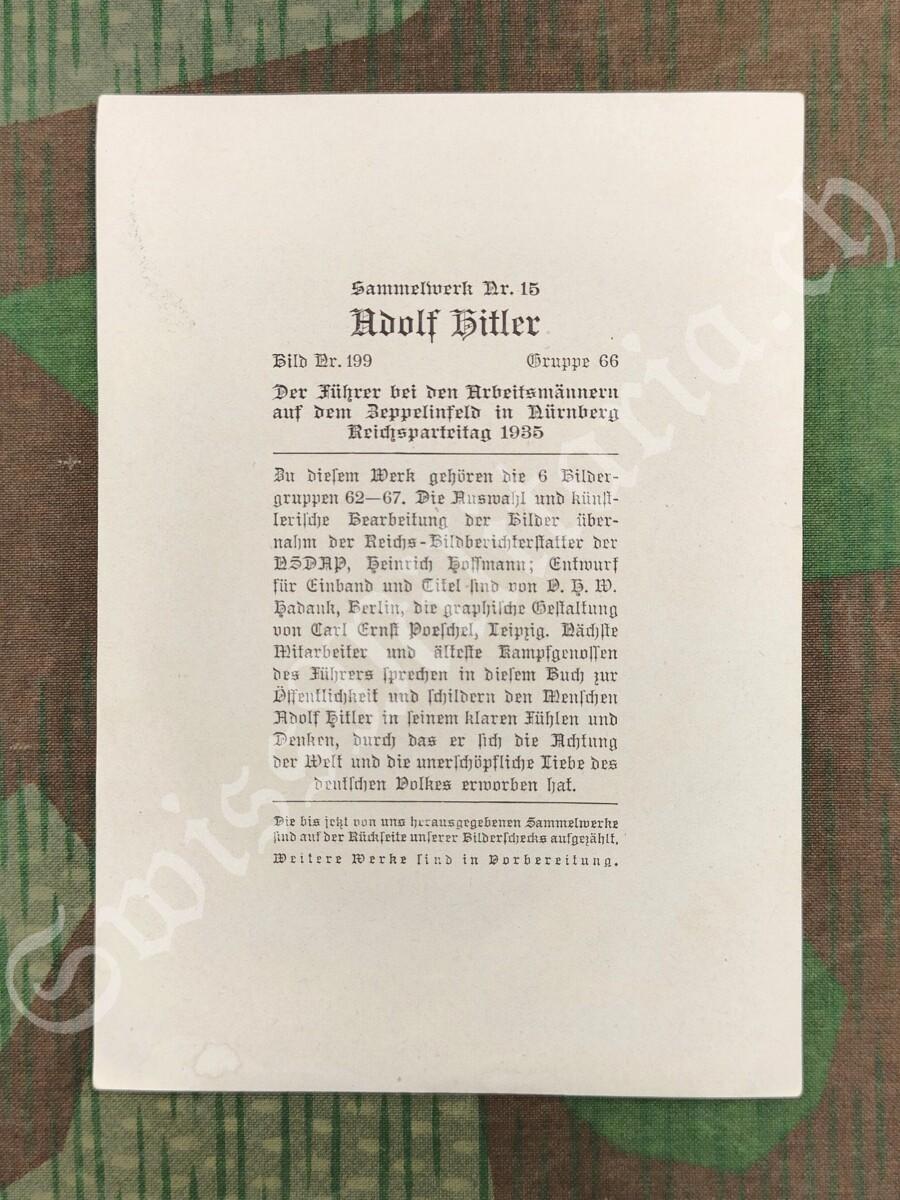 Sammelwerk Nr. 15
Adolf Hitler
Bild Nr. 199 Gruppe 66
Der Führer bei den Arbeitsmännern
auf dem Zeppelinfeld in Nürnberg
Reichsparteitag 1935
Zu diesem Werk gehören die 6 Bilder-
gruppen 62—67. Die Auswahl und künst-
lerische Bearbeitung der Bilder über-
nahm der Reichs-Bildberichterstatter der
NSDAP, Heinrich Hoffmann; Entwurf
für Einband und Titel sind von O. H. W.
Hadank, Berlin, die graphische Gestaltung
von Carl Ernst Poeschel, Leipzig. Nächste
Mitarbeiter und älteste Kampfgenossen
des Führers sprechen in diesem Buch zur
Öffentlichkeit und schildern den Menschen
Adolf Hitler in seinem klaren Fühlen und
Denken, durch das er sich die Achtung
der Welt und die unerschöpfliche Liebe des
deutschen Volkes erworben hat.
Die bis jetzt von uns herausgegebenen Sammelwerke
sind auf der Rückseite unserer Bilderschecks aufgezählt.
Weitere Werke sind in Vorbereitung.